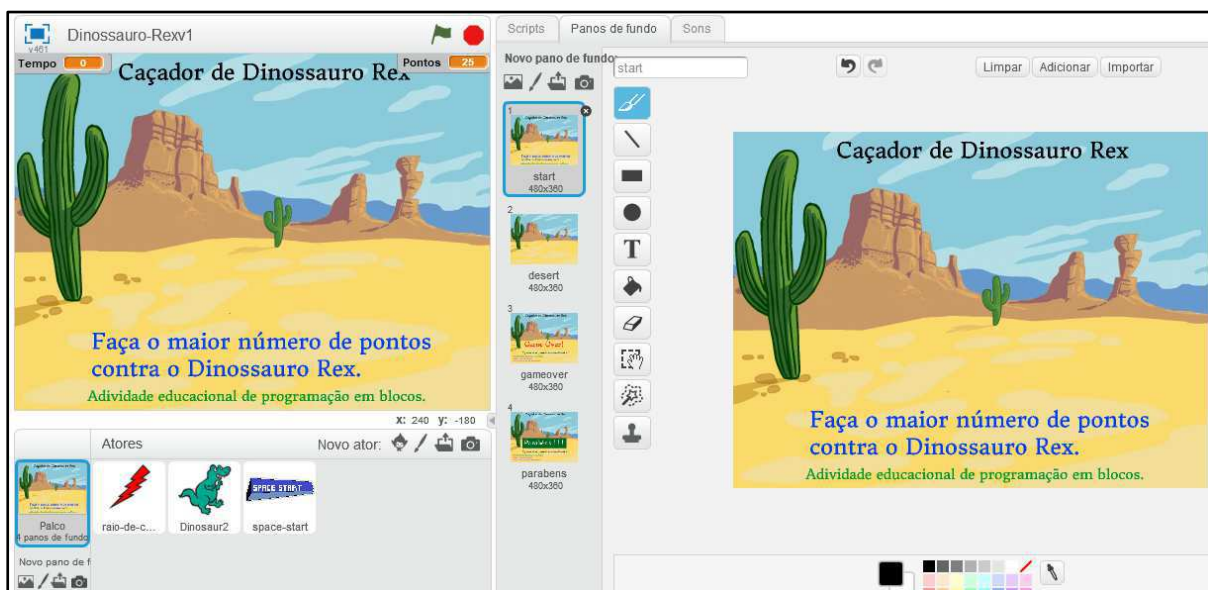 Dinossauro-Rexv1
v461
Scripts
Panos de fundo
Sons
Tempo 0
Pontos 25
Caçador de Dinossauro Rex
Faça o maior número de pontos
contra o Dinossauro Rex.
Adividade educacional de programação em blocos.
X: 240 y: -180
Atores
Novo ator:
Palco
4 panos de fundo
Novo pano de f
raio-de-c...
Dinosaur2
SPACE START
space-start
Novo pano de fundo:
1
start
480x360
2
desert
480x360
3
Game Over!
gameover
480x360
4
Parabéns !!!
parabens
480x360
start
Limpar
Adicionar
Importar
T
Caçador de Dinossauro Rex
Faça o maior número de pontos
contra o Dinossauro Rex.
Adividade educacional de programação em blocos.